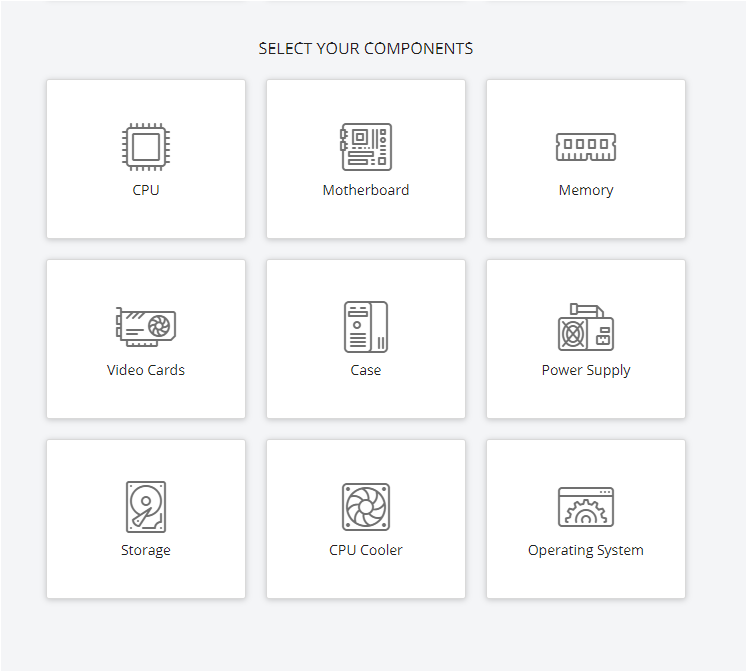 SELECT YOUR COMPONENTS
CPU
Motherboard
Memory
Video Cards
Case
Power Supply
Storage
CPU Cooler
Operating System